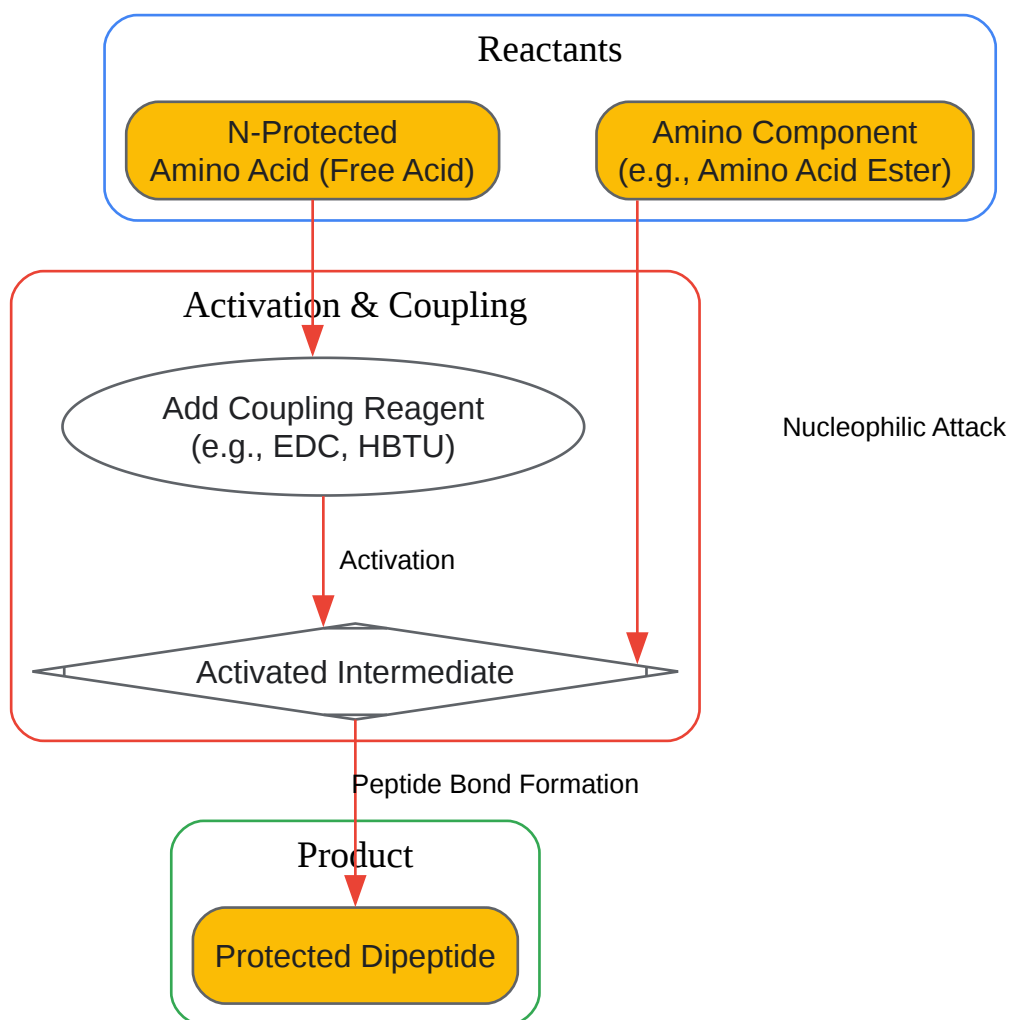 Reactants
N-Protected
Amino Acid (Free Acid)
Amino Component
(e.g., Amino Acid Ester)
Activation & Coupling
Add Coupling Reagent
(e.g., EDC, HBTU)
Nucleophilic Attack
Activation
Activated Intermediate
Peptide Bond Formation
Product
Protected Dipeptide